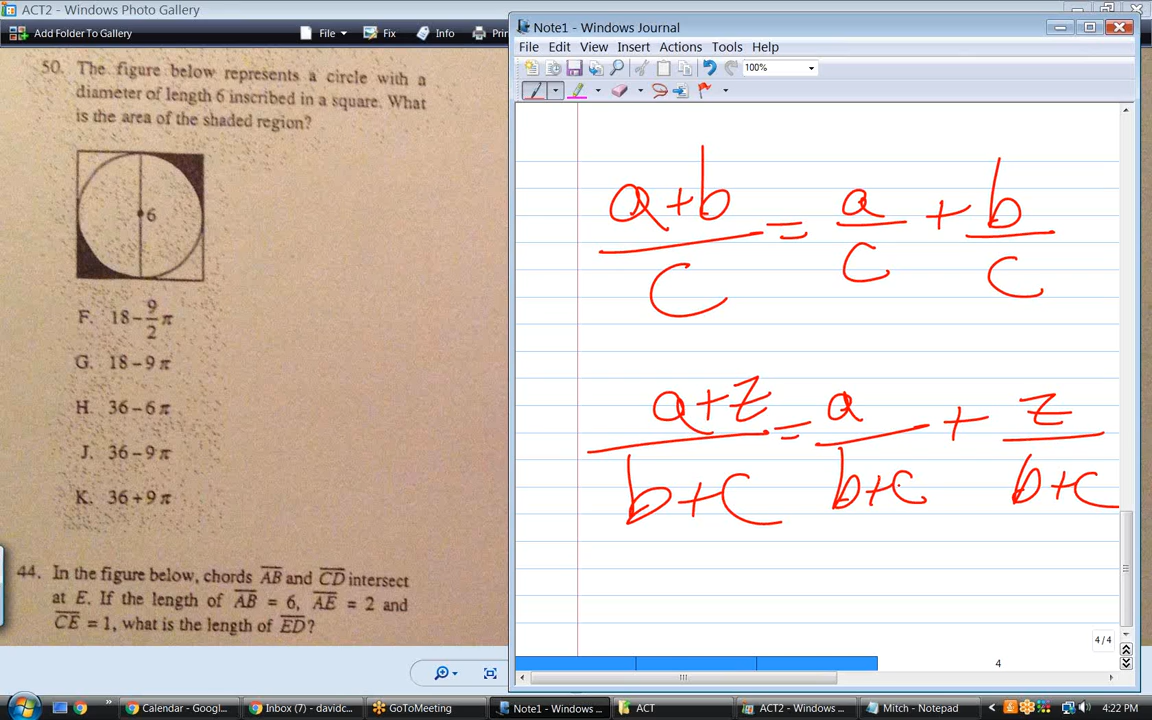 ACT2 - Windows Photo Gallery
Add Folder To Gallery
File
Fix
Info
50. The figure below represents a circle with a
diameter of length 6 inscribed in a square. What
is the area of the shaded region?
6
F. 18 - 9/2 π
G. 18 - 9π
H. 36 - 6π
J. 36 - 9π
K. 36 + 9π
44. In the figure below, chords AB and CD intersect
at E. If the length of AB = 6, AE = 2 and
CE = 1, what is the length of ED?
Note1 - Windows Journal
File Edit View Insert Actions Tools Help
100%
a+b/c = a/c + b/c
a+z/b+c = a/b+c + z/b+c
4/4
4
Calendar - Googl...
Inbox (7) - davidc...
GoToMeeting
Note1 - Windows ...
ACT
ACT2 - Windows ...
Mitch - Notepad
4:22 PM